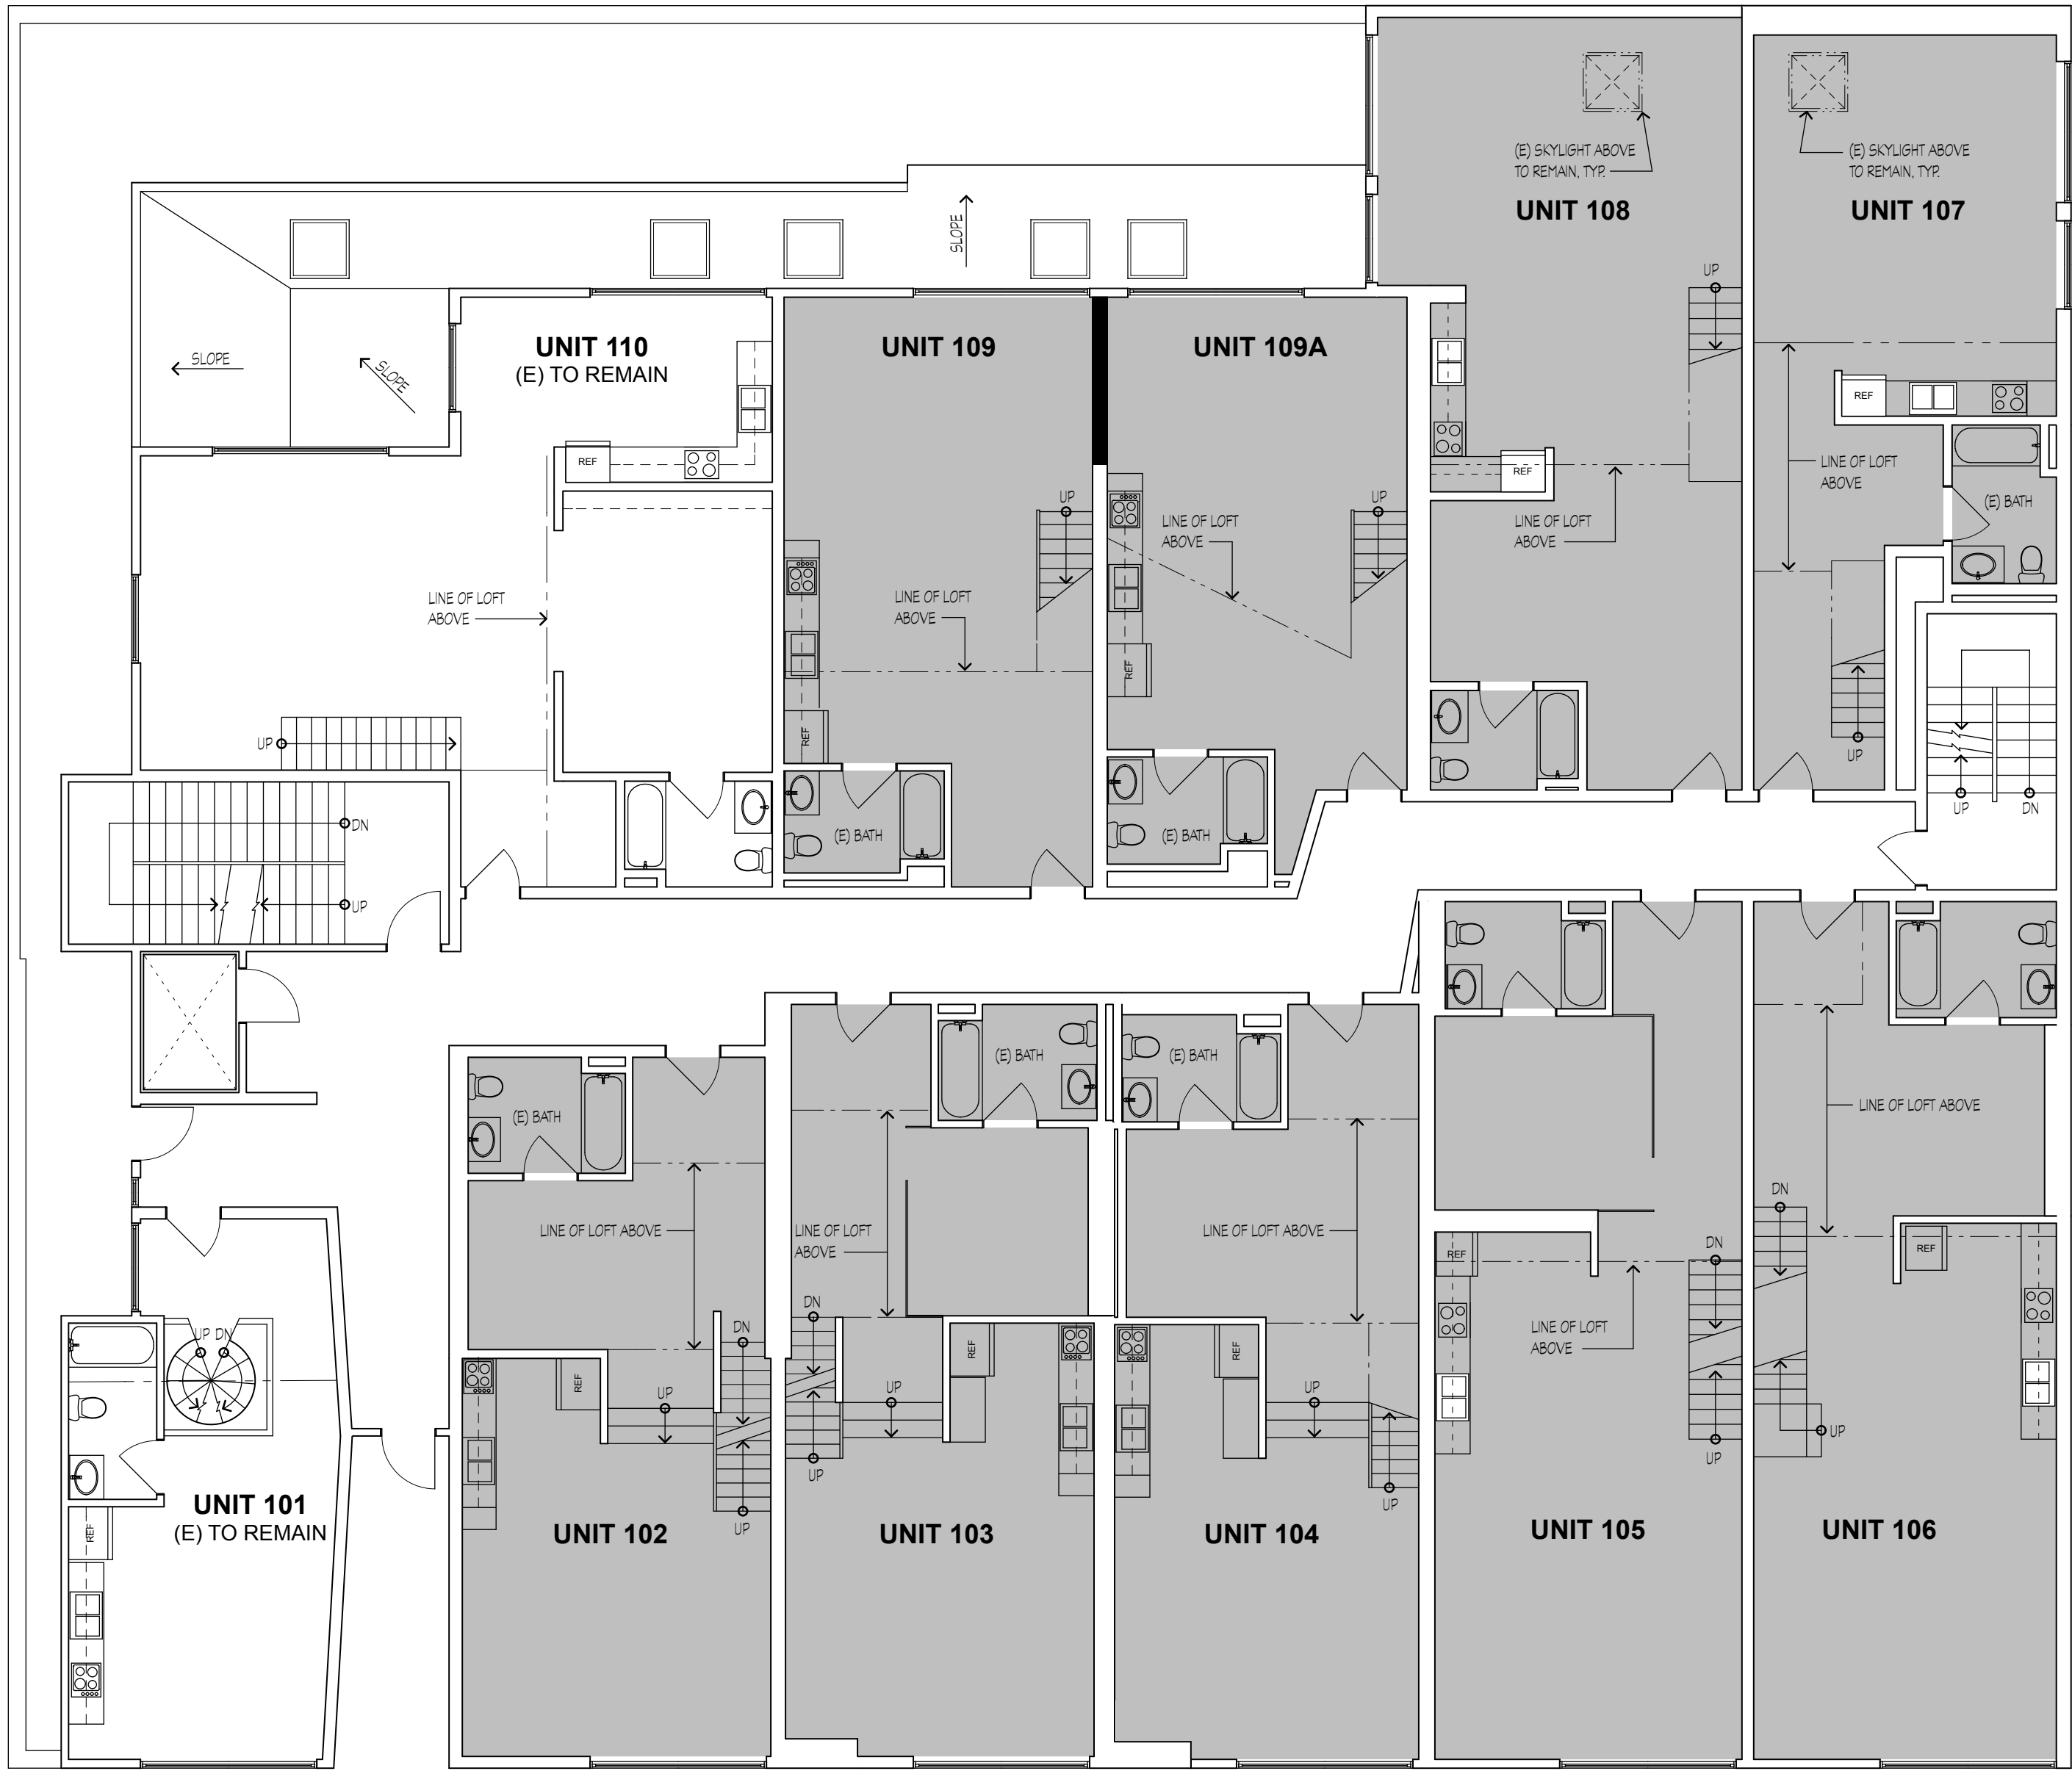 (E) SKYLIGHT ABOVE
TO REMAIN, TYP.
UNIT 108
(E) SKYLIGHT ABOVE
TO REMAIN, TYP.
UNIT 107
SLOPE
UP
SLOPE
SLOPE
UNIT 110
(E) TO REMAIN
REF
LINE OF LOFT
ABOVE
UP
UNIT 109
UP
LINE OF LOFT
ABOVE
REF
(E) BATH
UNIT 109A
LINE OF LOFT
ABOVE
UP
REF
(E) BATH
REF
LINE OF LOFT
ABOVE
REF
LINE OF LOFT
ABOVE
(E) BATH
UP
UP
DN
DN
UP
UP DN
REF
UNIT 101
(E) TO REMAIN
(E) BATH
LINE OF LOFT ABOVE
DN
REF
UP
UP
UNIT 102
(E) BATH
LINE OF LOFT
ABOVE
DN
REF
UP
UP
UNIT 103
(E) BATH
LINE OF LOFT ABOVE
REF
UP
UP
UNIT 104
REF
DN
LINE OF LOFT
ABOVE
UP
UNIT 105
LINE OF LOFT ABOVE
DN
REF
UP
UNIT 106